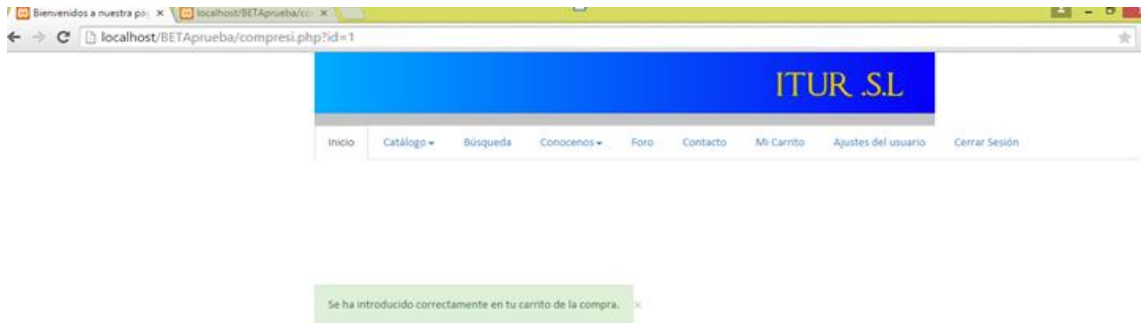 Bienvenidos a nuestra pág
localhost/BETAprueba/co
localhost/BETAprueba/compresi.php?id=1
ITUR .S.L
Inicio Catálogo Búsqueda Conocenos Foro Contacto Mi Carrito Ajustes del usuario Cerrar Sesión
Se ha introducido correctamente en tu carrito de la compra. ×